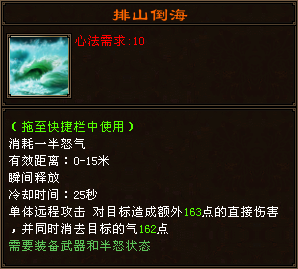 排山倒海
心法需求:10
（拖至快捷栏中使用）
消耗一半怒气
有效距离：0-15米
瞬间释放
冷却时间：25秒
单体远程攻击 对目标造成额外163点的直接伤害
，并同时消去目标的气162点
需要装备武器和半怒状态